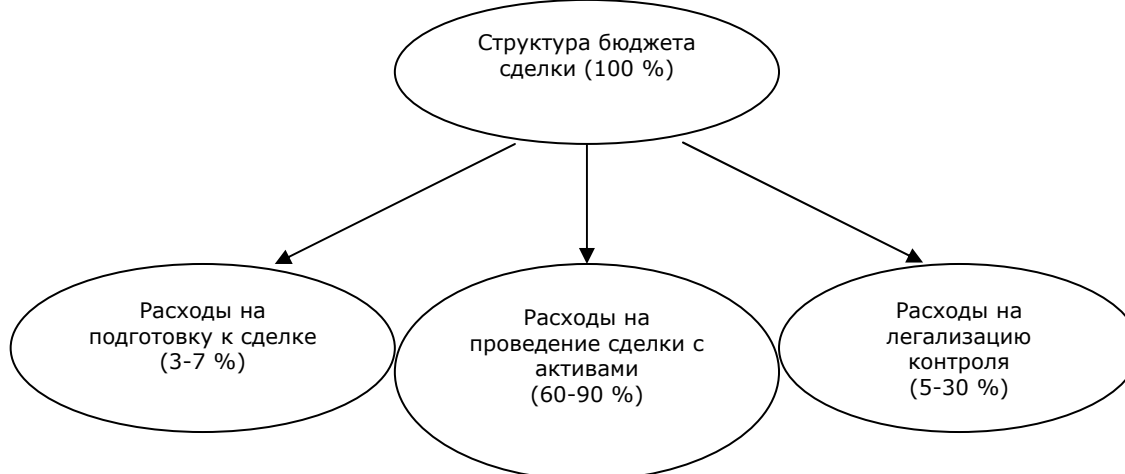 Структура бюджета
сделки (100 %)
Расходы на
подготовку к сделке
(3-7 %)
Расходы на
проведение сделки с
активами
(60-90 %)
Расходы на
легализацию
контроля
(5-30 %)